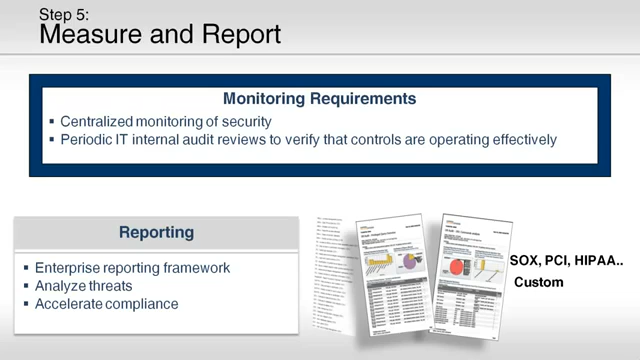 Step 5:
Measure and Report
Monitoring Requirements
▪ Centralized monitoring of security
▪ Periodic IT internal audit reviews to verify that controls are operating effectively
Reporting
▪ Enterprise reporting framework
▪ Analyze threats
▪ Accelerate compliance
SOX, PCI, HIPAA..
Custom